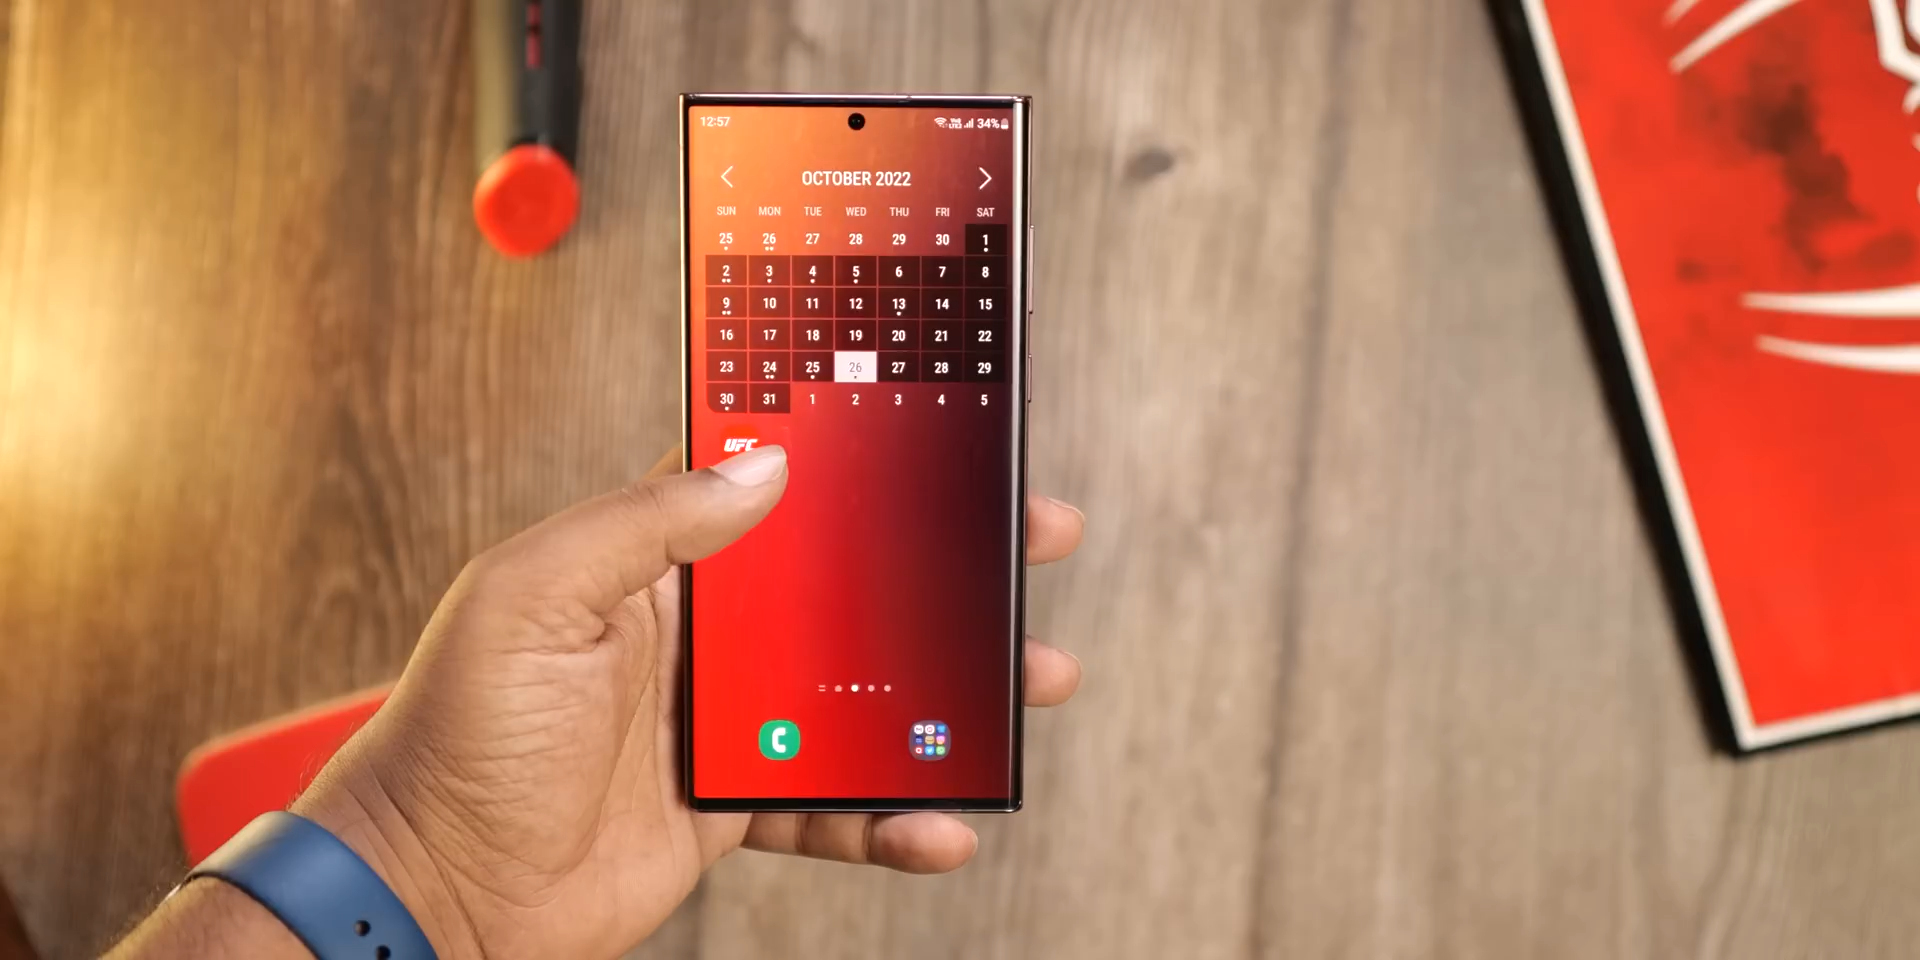 12:57 34%
OCTOBER 2022
SUN MON TUE WED THU FRI SAT
25 26 27 28 29 30 1
2 3 4 5 6 7 8
9 10 11 12 13 14 15
16 17 18 19 20 21 22
23 24 25 26 27 28 29
30 31 1 2 3 4 5
UFC